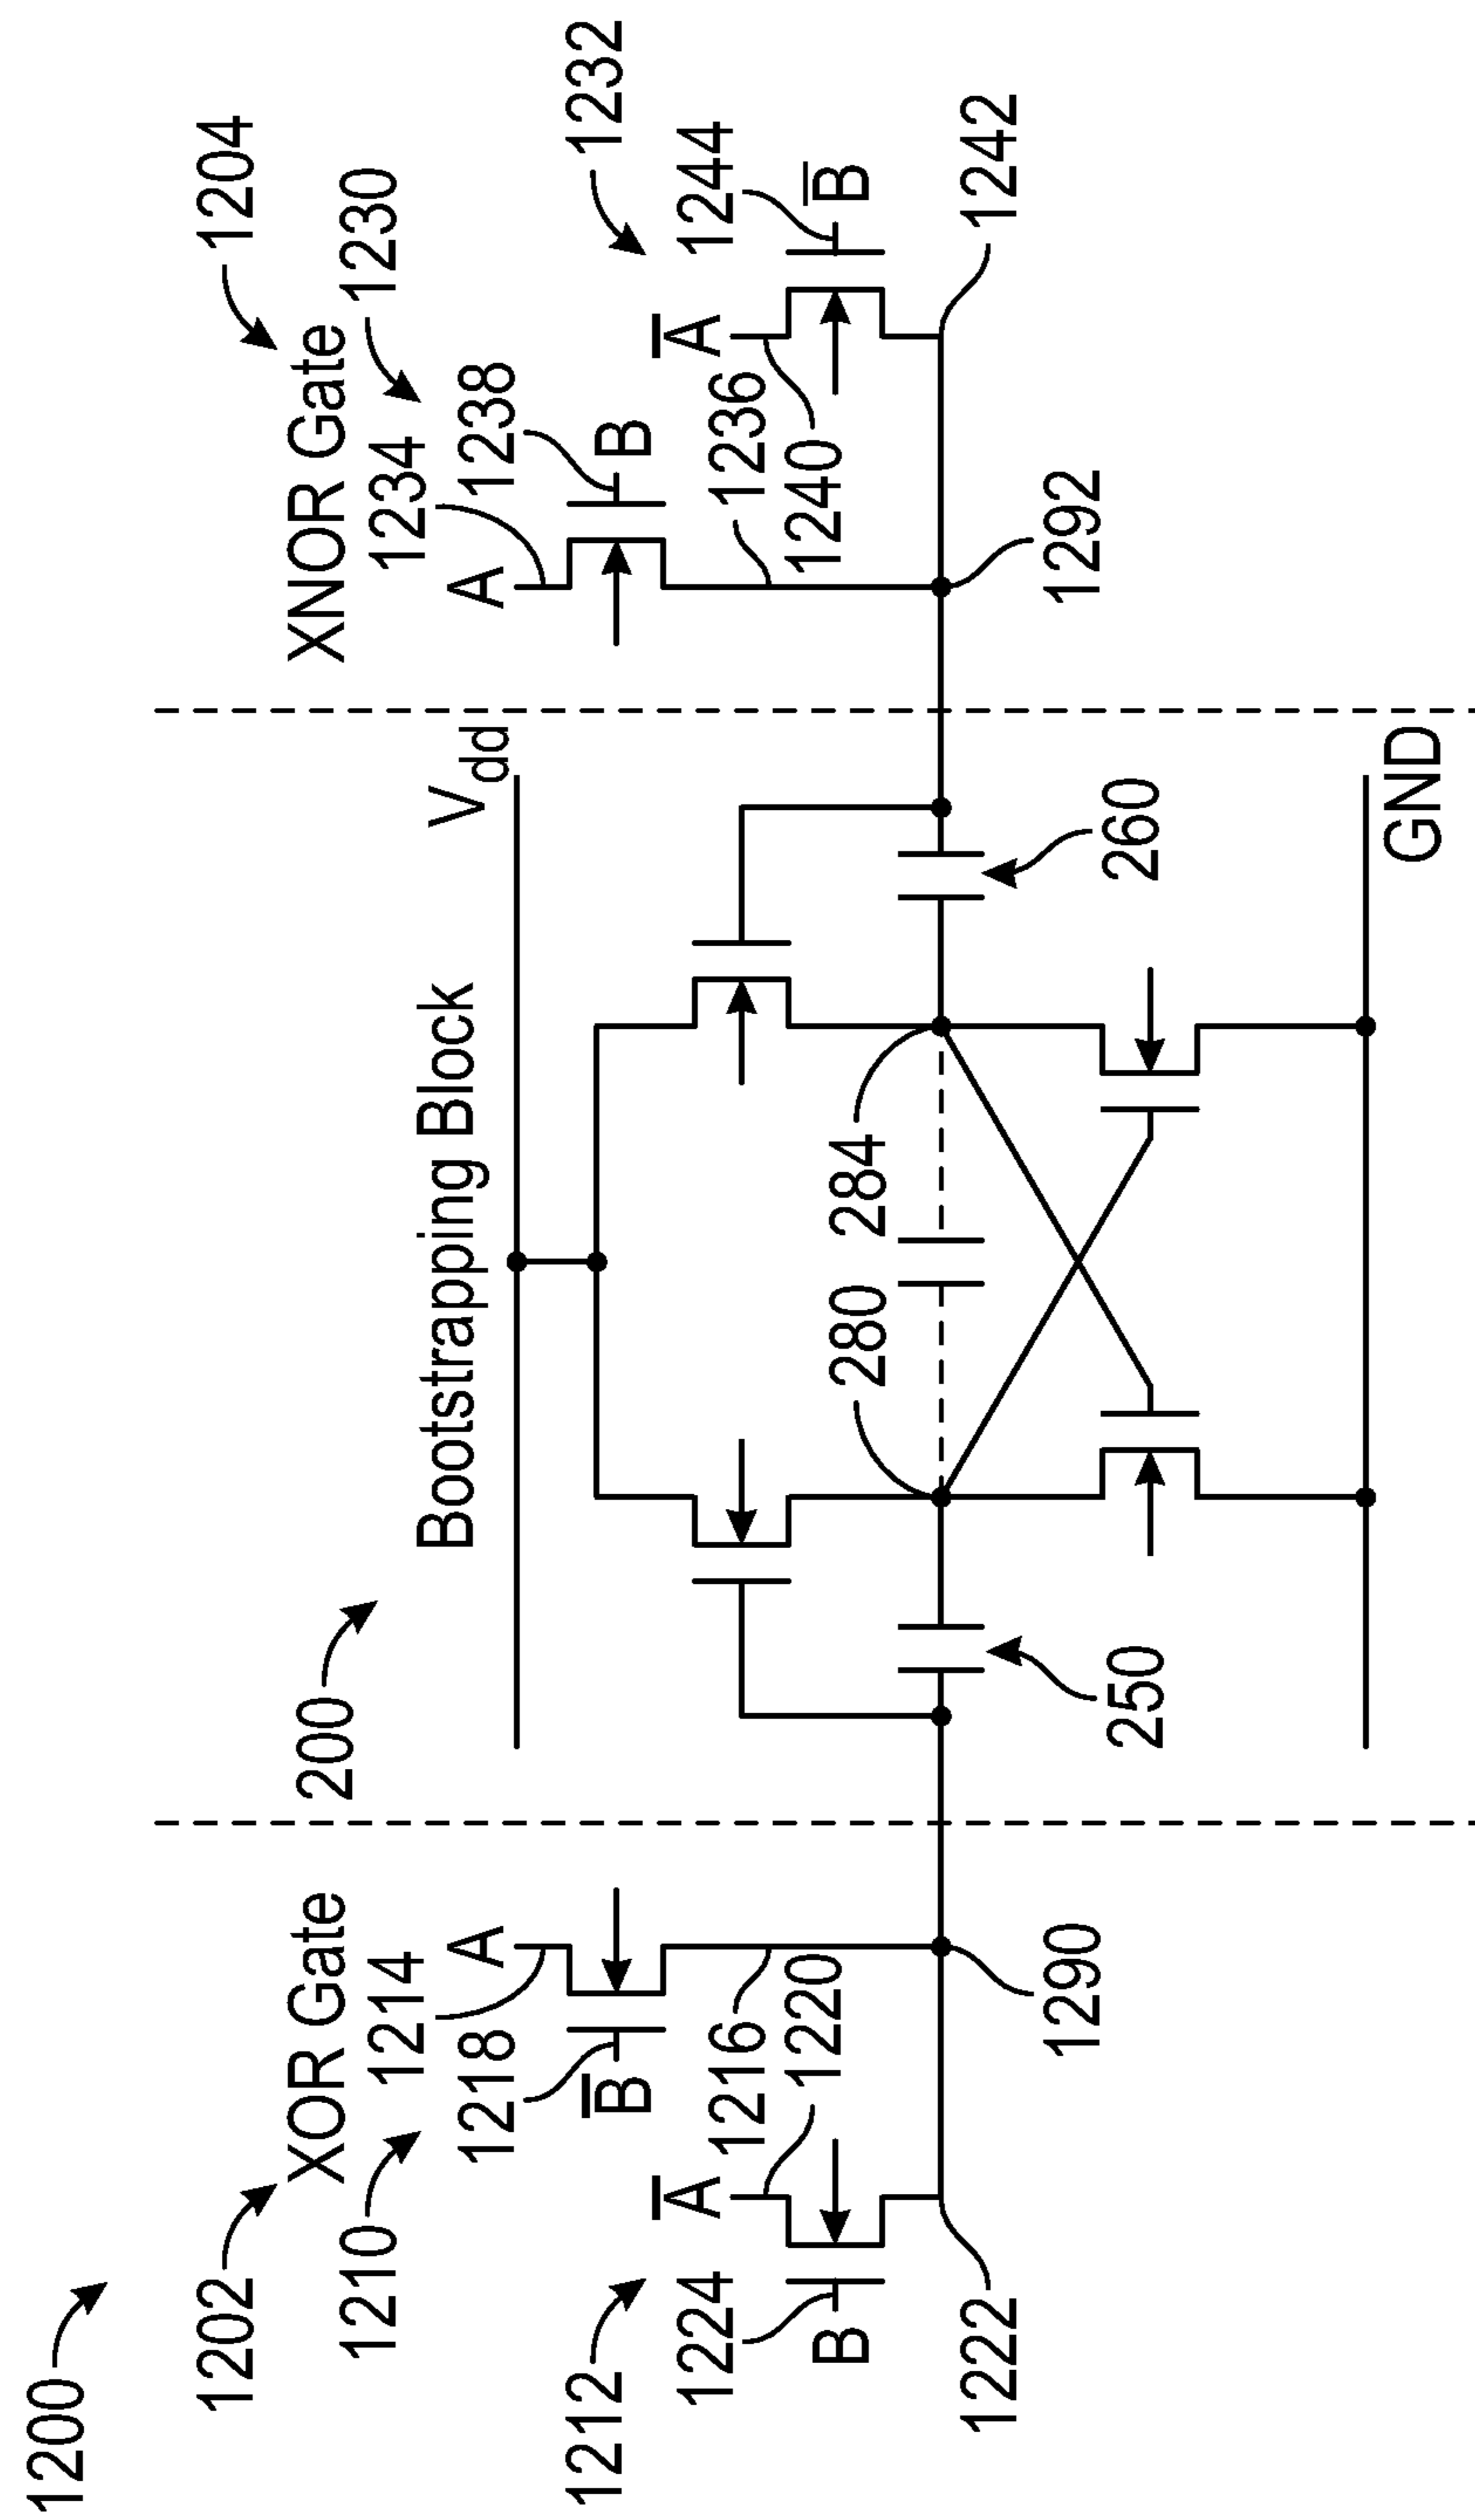 1200
1202
XOR Gate
1210
1214
1218
A
B̅
1212
1224
A̅
1216
1220
B
1222
1290
200
Bootstrapping Block
V_dd
280
284
250
260
GND
1204
XNOR Gate
1230
1234
1238
A
B
1232
1244
A̅
1236
1240
B̅
1242
1292